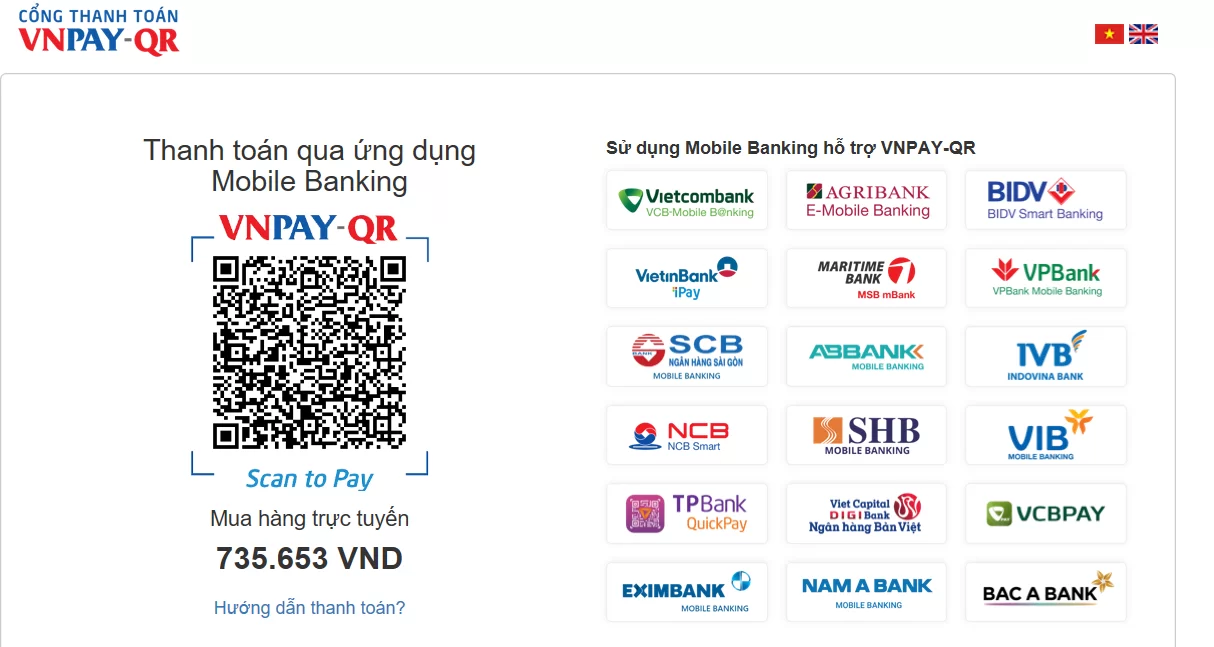 CỔNG THANH TOÁN
VNPAY-QR
Thanh toán qua ứng dụng
Mobile Banking
VNPAY-QR
Scan to Pay
Mua hàng trực tuyến
735.653 VND
Hướng dẫn thanh toán?
Sử dụng Mobile Banking hỗ trợ VNPAY-QR
Vietcombank
VCB-Mobile B@nking
AGRIBANK
E-Mobile Banking
BIDV
BIDV Smart Banking
VietinBank
iPay
MARITIME
BANK
MSB mBank
VPBank
VPBank Mobile Banking
SCB
BANK
NGÂN HÀNG SÀI GÒN
MOBILE BANKING
ABBANK
MOBILE BANKING
IVB
INDOVINA BANK
NCB
NCB Smart
SHB
MOBILE BANKING
VIB
MOBILE BANKING
TPBank
QuickPay
Viet Capital
DIGIBank
Ngân hàng Bản Việt
VCBPAY
EXIMBANK
MOBILE BANKING
NAM A BANK
MOBILE BANKING
BAC A BANK